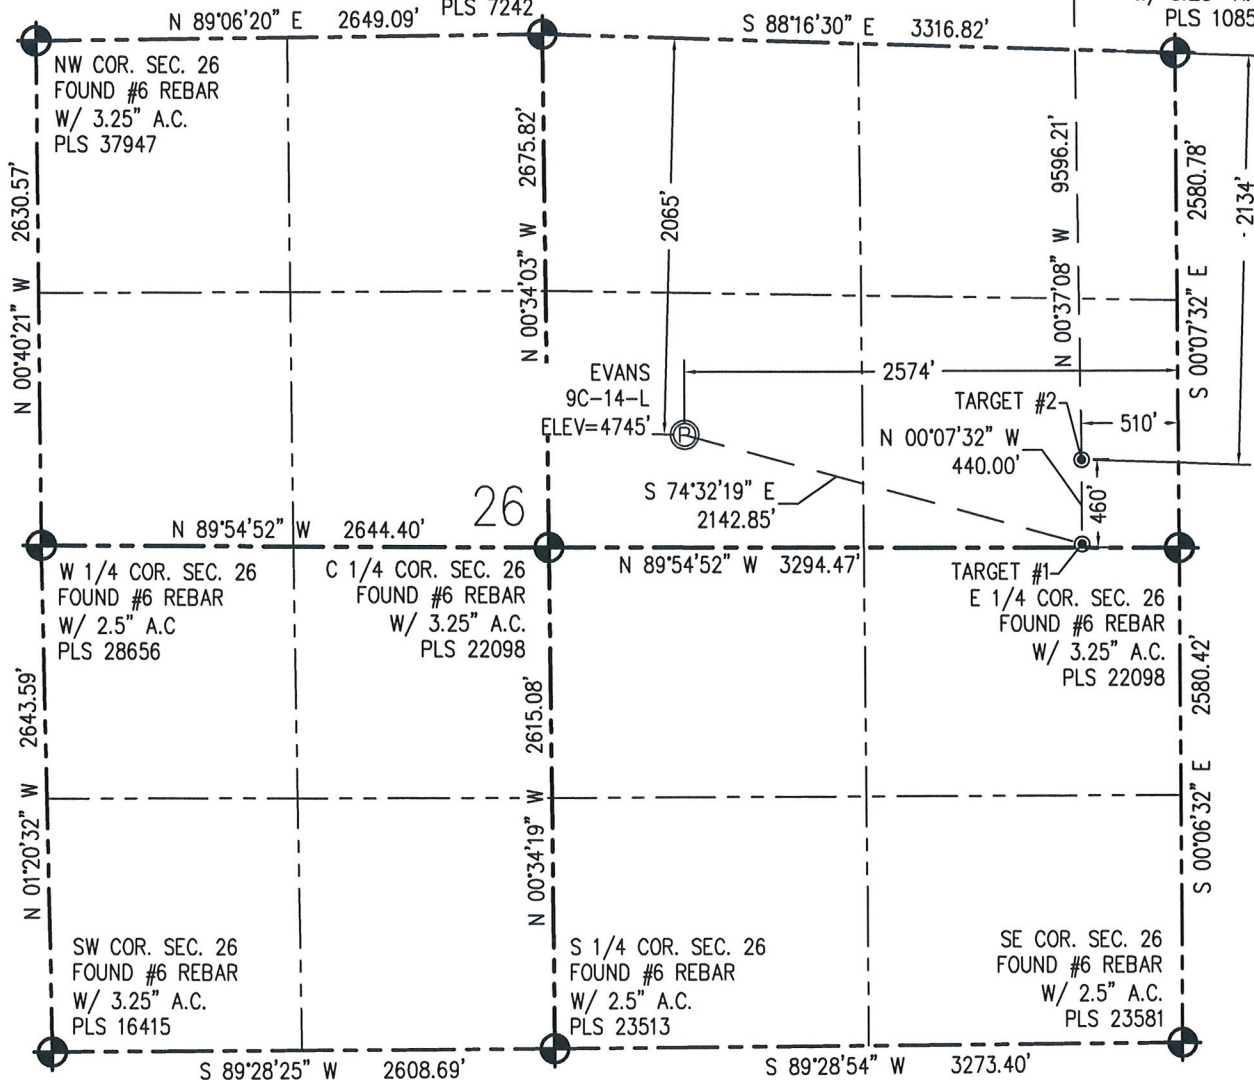 N 89°06'20" E 2649.09'
PLS 7242
S 88°16'30" E 3316.82'
PLS 1085
NW COR. SEC. 26
FOUND #6 REBAR
W/ 3.25" A.C.
PLS 37947
N 00°40'21" W 2630.57'
N 00°34'03" W 2675.82'
2065'
N 00°37'08" W 9596.21'
S 00°07'32" E 2580.78'
2134'
EVANS
9C-14-L
ELEV=4745'
2574'
TARGET #2
510'
N 00°07'32" W
440.00'
S 74°32'19" E
2142.85'
460'
26
N 89°54'52" W 2644.40'
N 89°54'52" W 3294.47'
TARGET #1
W 1/4 COR. SEC. 26
FOUND #6 REBAR
W/ 2.5" A.C
PLS 28656
C 1/4 COR. SEC. 26
FOUND #6 REBAR
W/ 3.25" A.C.
PLS 22098
E 1/4 COR. SEC. 26
FOUND #6 REBAR
W/ 3.25" A.C.
PLS 22098
N 01°20'32" W 2643.59'
N 00°34'19" W 2615.08'
S 00°06'32" E 2580.42'
SW COR. SEC. 26
FOUND #6 REBAR
W/ 3.25" A.C.
PLS 16415
S 1/4 COR. SEC. 26
FOUND #6 REBAR
W/ 2.5" A.C.
PLS 23513
SE COR. SEC. 26
FOUND #6 REBAR
W/ 2.5" A.C.
PLS 23581
S 89°28'25" W 2608.69'
S 89°28'54" W 3273.40'